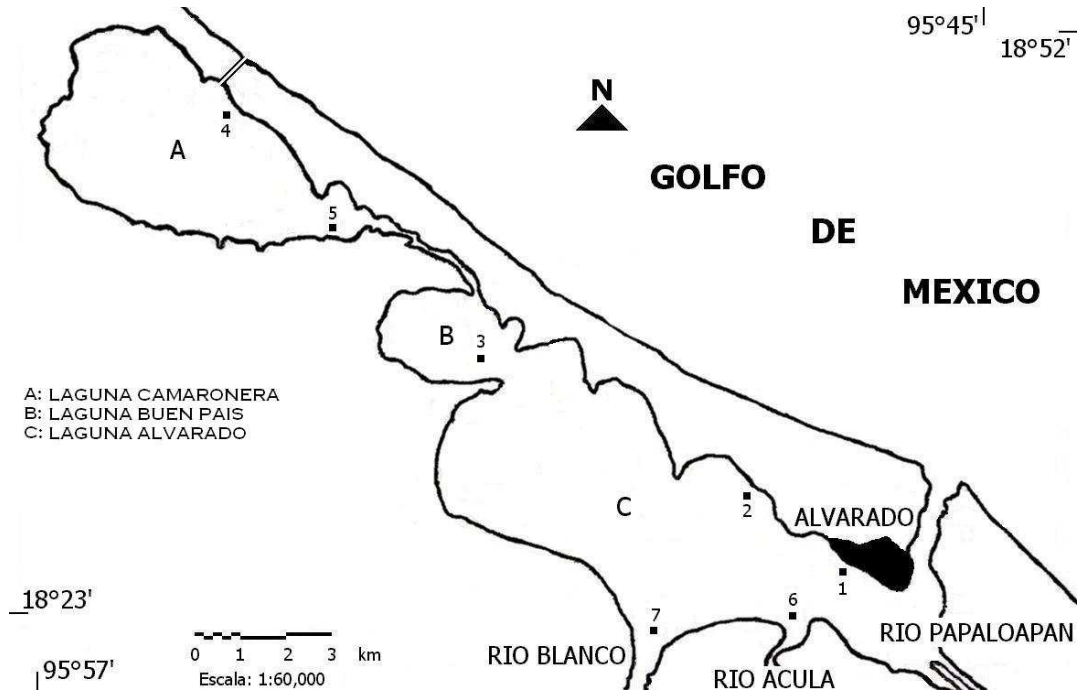 95°45'
18°52'
N
GOLFO
DE
MEXICO
4
A
5
B
3
A: LAGUNA CAMARONERA
B: LAGUNA BUEN PAIS
C: LAGUNA ALVARADO
C
2
ALVARADO
1
18°23'
6
7
RIO PAPALOAPAN
RIO BLANCO
RIO ACULA
0 1 2 3 km
Escala: 1:60,000
95°57'